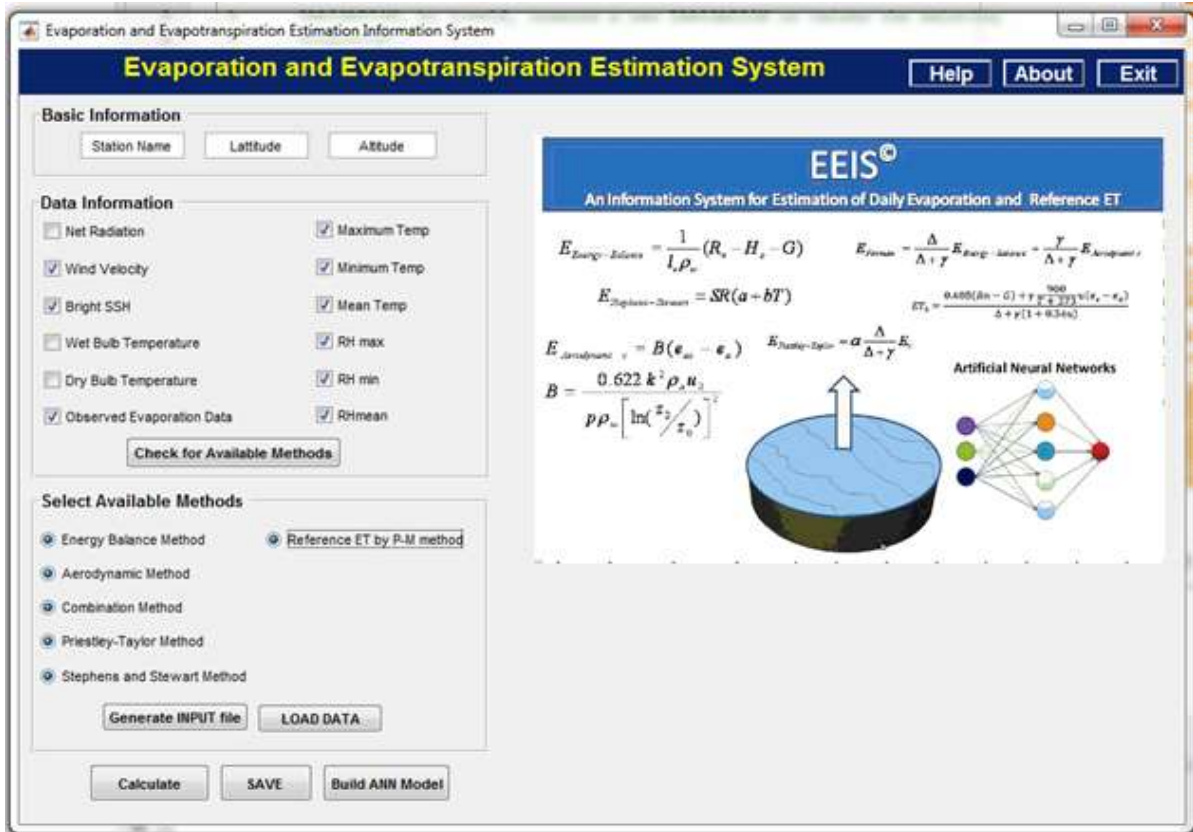 Evaporation and Evapotranspiration Estimation Information System
Evaporation and Evapotranspiration Estimation System
Help
About
Exit
Basic Information
Station Name
Lattitude
Altitude
Data Information
Net Radiation
Maximum Temp
Wind Velocity
Minimum Temp
Bright SSH
Mean Temp
Wet Bulb Temperature
RH max
Dry Bulb Temperature
RH min
Observed Evaporation Data
RHmean
Check for Available Methods
Select Available Methods
Energy Balance Method
Reference ET by P-M method
Aerodynamic Method
Combination Method
Priestley-Taylor Method
Stephens and Stewart Method
Generate INPUT file
LOAD DATA
Calculate
SAVE
Build ANN Model
EEIS©
An Information System for Estimation of Daily Evaporation and Reference ET
E Stephens-Stewart = SR(a + bT)
Artificial Neural Networks